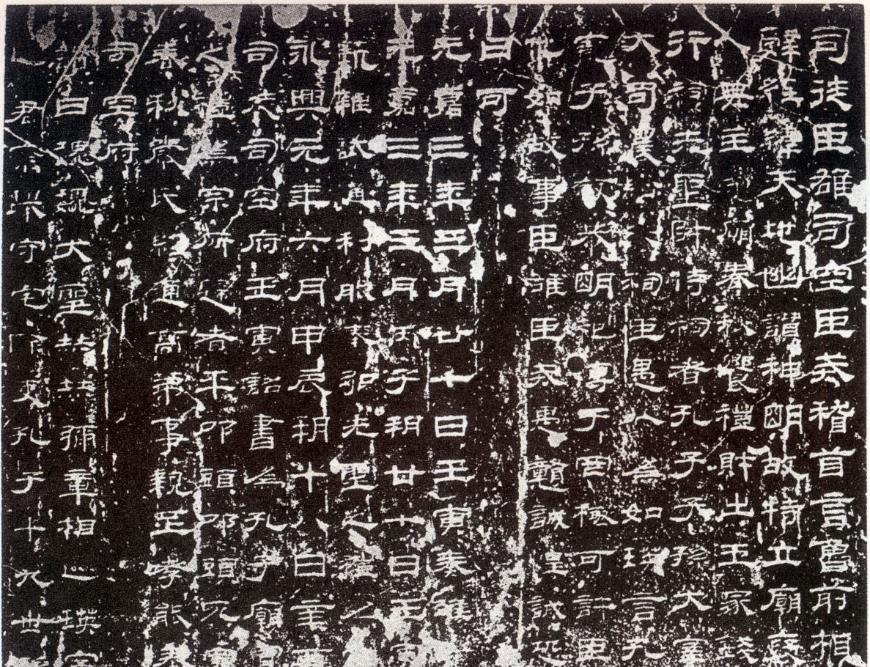 司徒臣雄司空臣戒稽首言魯前相
辭經緯天地幽讚神明故特立廟褒
主守廟春秋饗禮財出王家錢
行祠先聖師侍祠者孔子子孫大宰
大司農給米祠臣愚以為如瑛言孔
子孫敬恭明祀傳于罔極可許臣
他如故事臣雄臣戒愚戇誠惶誠恐
曰可
元嘉三年三月廿七日壬寅奏雒
元嘉三年三月丙子朔廿七日壬寅
藝雜試通利能奉弘先聖之禮為
永興元年六月甲辰朔十八日辛酉
司徒司空府壬寅詔書為孔子廟
之禮為宗所歸者平叩頭叩頭死罪
春秋嚴氏經通高第事親至孝能奉
司空府
曰巍巍大聖赫赫彌章相乙瑛字
君察舉守宅除吏孔子十九世